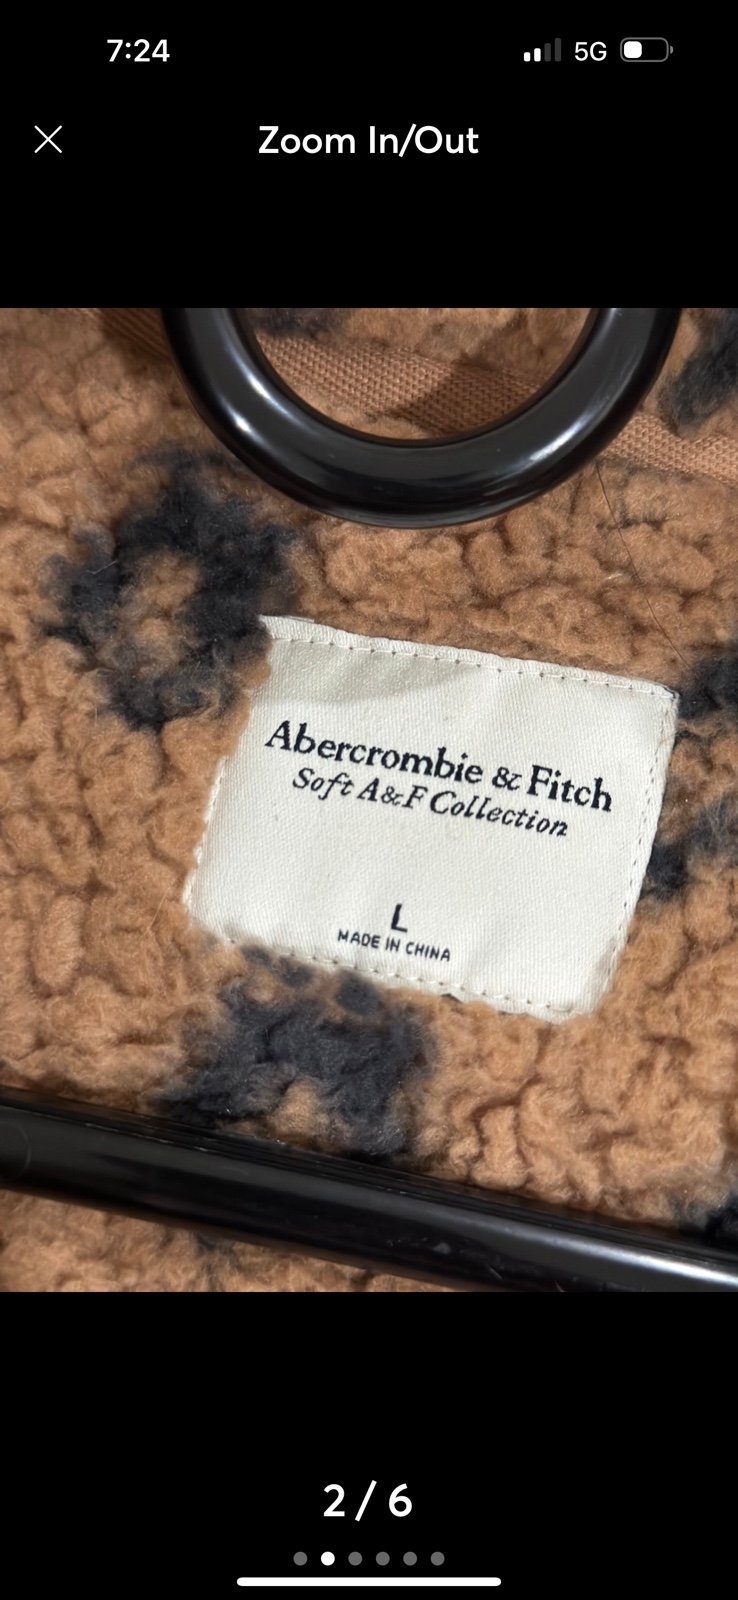 7:24
5G
Zoom In/Out
Abercrombie & Fitch
Soft A&F Collection
L
MADE IN CHINA
2 / 6